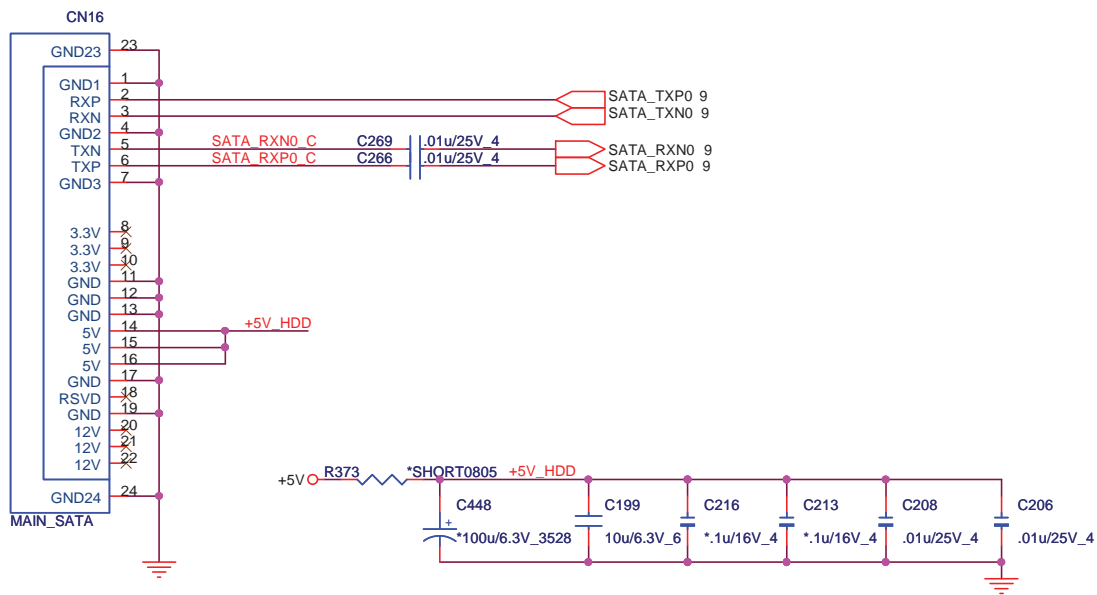 CN16
GND23 23
GND1 1
RXP 2 SATA_TXP0 9
RXN 3 SATA_TXN0 9
GND2 4
TXN 5 SATA_RXN0_C C269 .01u/25V_4 SATA_RXN0 9
TXP 6 SATA_RXP0_C C266 .01u/25V_4 SATA_RXP0 9
GND3 7
3.3V 8
3.3V 9
3.3V 10
GND 11
GND 12
GND 13
5V 14 +5V_HDD
5V 15
5V 16
GND 17
RSVD 18
GND 19
12V 20
12V 21
12V 22
GND24 24
MAIN_SATA
+5V R373 *SHORT0805 +5V_HDD
C448 C199 C216 C213 C208 C206
+
*100u/6.3V_3528 10u/6.3V_6 *.1u/16V_4 *.1u/16V_4 .01u/25V_4 .01u/25V_4